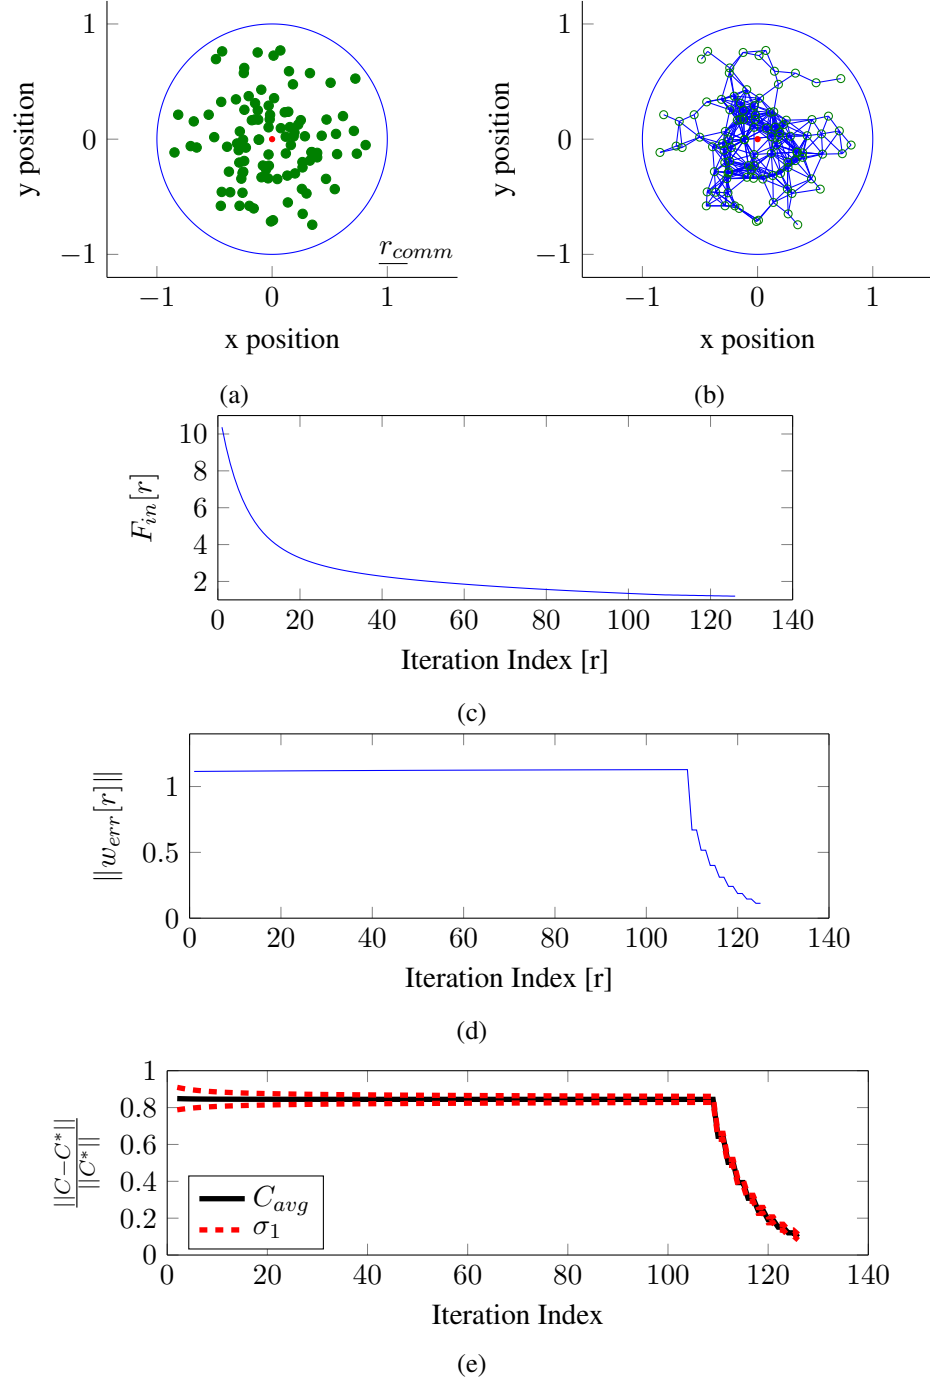 1
0
−1
y position
r_comm
−1 0 1
x position
(a)
1
0
−1
y position
−1 0 1
x position
(b)
10
8
6
4
2
F_in[r]
0 20 40 60 80 100 120 140
Iteration Index [r]
(c)
1
0.5
0
||w_err[r]||
0 20 40 60 80 100 120 140
Iteration Index [r]
(d)
1
0.8
0.6
0.4
0.2
0
||C−C*||
||C*||
C_avg
σ_1
0 20 40 60 80 100 120 140
Iteration Index
(e)